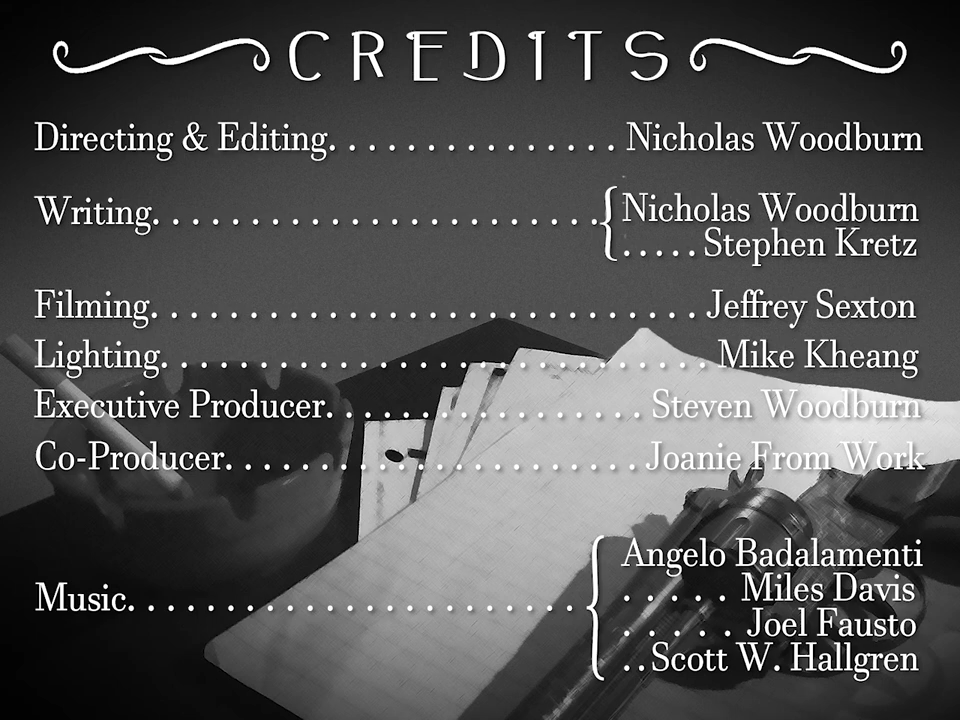 CREDITS
Directing & Editing. . . . . . . . . . . . . . . Nicholas Woodburn
Writing. . . . . . . . . . . . . . . . . . . . . . . . . . . { Nicholas Woodburn
. . . . . Stephen Kretz
Filming. . . . . . . . . . . . . . . . . . . . . . . . . . . . . . Jeffrey Sexton
Lighting. . . . . . . . . . . . . . . . . . . . . . . . . . . . . . Mike Kheang
Executive Producer. . . . . . . . . . . . . . . . . Steven Woodburn
Co-Producer. . . . . . . . . . . . . . . . . . . . . . Joanie From Work
Music. . . . . . . . . . . . . . . . . . . . . . . . . . . . { Angelo Badalamenti
. . . . . Miles Davis
. . . . . Joel Fausto
. . Scott W. Hallgren